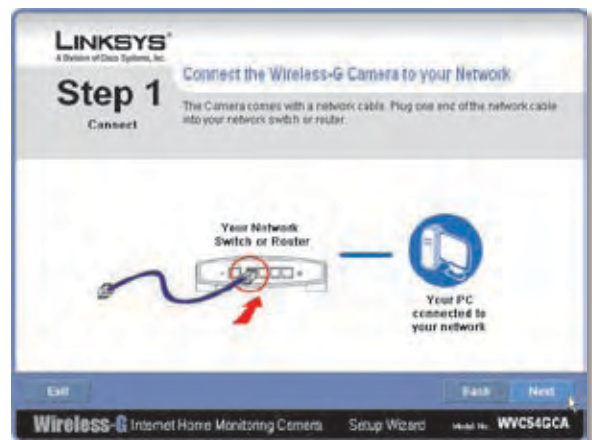 LINKSYS
A Division of Cisco Systems, Inc.
Step 1
Connect
Connect the Wireless-G Camera to your Network
The Camera comes with a network cable. Plug one end of the network cable
into your network switch or router.
Your Network
Switch or Router
Your PC
connected to
your network
Exit
Back
Next
Wireless-G Internet Home Monitoring Camera
Setup Wizard
Model No.
WVC54GCA